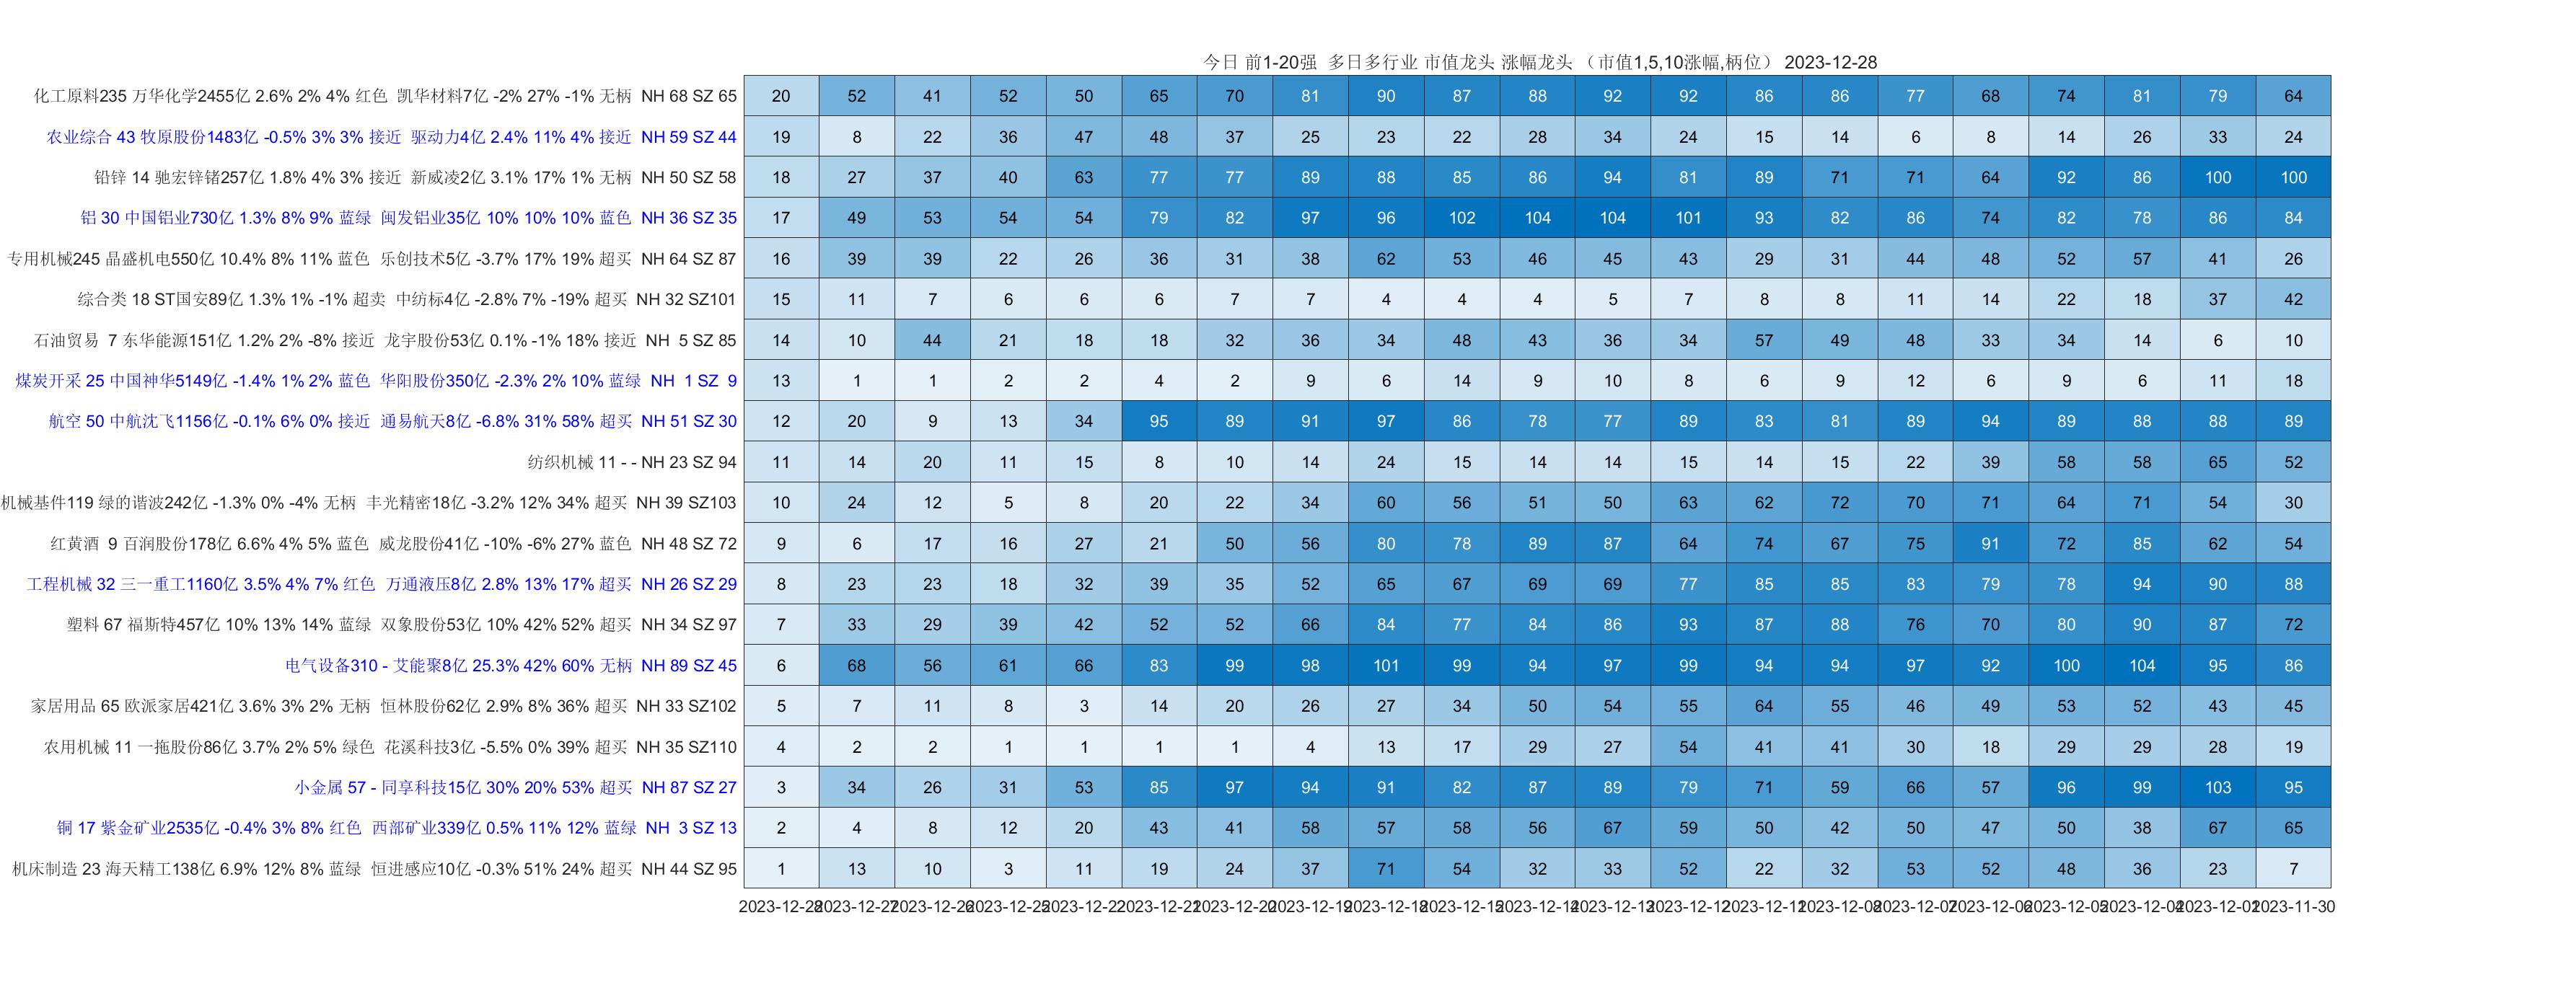 今日 前1-20强 多日多行业 市值龙头 涨幅龙头 （市值1,5,10涨幅,柄位） 2023-12-28
化工原料235 万华化学2455亿 2.6% 2% 4% 红色 凯华材料7亿 -2% 27% -1% 无柄 NH 68 SZ 65 20 52 41 52 50 65 70 81 90 87 88 92 92 86 86 77 68 74 81 79 64
农业综合 43 牧原股份1483亿 -0.5% 3% 3% 接近 驱动力4亿 2.4% 11% 4% 接近 NH 59 SZ 44 19 8 22 36 47 48 37 25 23 22 28 34 24 15 14 6 8 14 26 33 24
铅锌 14 驰宏锌锗257亿 1.8% 4% 3% 接近 新威凌2亿 3.1% 17% 1% 无柄 NH 50 SZ 58 18 27 37 40 63 77 77 89 88 85 86 94 81 89 71 71 64 92 86 100 100
铝 30 中国铝业730亿 1.3% 8% 9% 蓝绿 闽发铝业35亿 10% 10% 10% 蓝色 NH 36 SZ 35 17 49 53 54 54 79 82 97 96 102 104 104 101 93 82 86 74 82 78 86 84
专用机械245 晶盛机电550亿 10.4% 8% 11% 蓝色 乐创技术5亿 -3.7% 17% 19% 超买 NH 64 SZ 87 16 39 39 22 26 36 31 38 62 53 46 45 43 29 31 44 48 52 57 41 26
综合类 18 ST国安89亿 1.3% 1% -1% 超卖 中纺标4亿 -2.8% 7% -19% 超买 NH 32 SZ101 15 11 7 6 6 6 7 7 4 4 4 5 7 8 8 11 14 22 18 37 42
石油贸易 7 东华能源151亿 1.2% 2% -8% 接近 龙宇股份53亿 0.1% -1% 18% 接近 NH 5 SZ 85 14 10 44 21 18 18 32 36 34 48 43 36 34 57 49 48 33 34 14 6 10
煤炭开采 25 中国神华5149亿 -1.4% 1% 2% 蓝色 华阳股份350亿 -2.3% 2% 10% 蓝绿 NH 1 SZ 9 13 1 1 2 2 4 2 9 6 14 9 10 8 6 9 12 6 9 6 11 18
航空 50 中航沈飞1156亿 -0.1% 6% 0% 接近 通易航天8亿 -6.8% 31% 58% 超买 NH 51 SZ 30 12 20 9 13 34 95 89 91 97 86 78 77 89 83 81 89 94 89 88 88 89
纺织机械 11 - - NH 23 SZ 94 11 14 20 11 15 8 10 14 24 15 14 14 15 14 15 22 39 58 58 65 52
机械基件119 绿的谐波242亿 -1.3% 0% -4% 无柄 丰光精密18亿 -3.2% 12% 34% 超买 NH 39 SZ103 10 24 12 5 8 20 22 34 60 56 51 50 63 62 72 70 71 64 71 54 30
红黄酒 9 百润股份178亿 6.6% 4% 5% 蓝色 威龙股份41亿 -10% -6% 27% 蓝色 NH 48 SZ 72 9 6 17 16 27 21 50 56 80 78 89 87 64 74 67 75 91 72 85 62 54
工程机械 32 三一重工1160亿 3.5% 4% 7% 红色 万通液压8亿 2.8% 13% 17% 超买 NH 26 SZ 29 8 23 23 18 32 39 35 52 65 67 69 69 77 85 85 83 79 78 94 90 88
塑料 67 福斯特457亿 10% 13% 14% 蓝绿 双象股份53亿 10% 42% 52% 超买 NH 34 SZ 97 7 33 29 39 42 52 52 66 84 77 84 86 93 87 88 76 70 80 90 87 72
电气设备310 - 艾能聚8亿 25.3% 42% 60% 无柄 NH 89 SZ 45 6 68 56 61 66 83 99 98 101 99 94 97 99 94 94 97 92 100 104 95 86
家居用品 65 欧派家居421亿 3.6% 3% 2% 无柄 恒林股份62亿 2.9% 8% 36% 超买 NH 33 SZ102 5 7 11 8 3 14 20 26 27 34 50 54 55 64 55 46 49 53 52 43 45
农用机械 11 一拖股份86亿 3.7% 2% 5% 绿色 花溪科技3亿 -5.5% 0% 39% 超买 NH 35 SZ110 4 2 2 1 1 1 1 4 13 17 29 27 54 41 41 30 18 29 29 28 19
小金属 57 - 同享科技15亿 30% 20% 53% 超买 NH 87 SZ 27 3 34 26 31 53 85 97 94 91 82 87 89 79 71 59 66 57 96 99 103 95
铜 17 紫金矿业2535亿 -0.4% 3% 8% 红色 西部矿业339亿 0.5% 11% 12% 蓝绿 NH 3 SZ 13 2 4 8 12 20 43 41 58 57 58 56 67 59 50 42 50 47 50 38 67 65
机床制造 23 海天精工138亿 6.9% 12% 8% 蓝绿 恒进感应10亿 -0.3% 51% 24% 超买 NH 44 SZ 95 1 13 10 3 11 19 24 37 71 54 32 33 52 22 32 53 52 48 36 23 7
2023-12-28 2023-12-27 2023-12-26 2023-12-25 2023-12-22 2023-12-21 2023-12-20 2023-12-19 2023-12-18 2023-12-15 2023-12-14 2023-12-13 2023-12-12 2023-12-11 2023-12-08 2023-12-07 2023-12-06 2023-12-05 2023-12-04 2023-12-01 2023-11-30